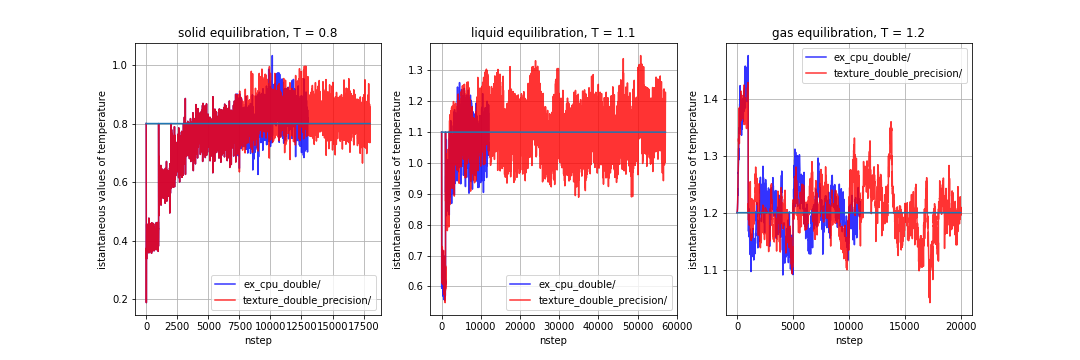 solid equilibration, T = 0.8
istantaneous values of temperature
1.0
0.8
0.6
0.4
0.2
ex_cpu_double/
texture_double_precision/
0 2500 5000 7500 10000 12500 15000 17500
nstep
liquid equilibration, T = 1.1
istantaneous values of temperature
1.3
1.2
1.1
1.0
0.9
0.8
0.7
0.6
ex_cpu_double/
texture_double_precision/
0 10000 20000 30000 40000 50000 60000
nstep
gas equilibration, T = 1.2
istantaneous values of temperature
1.4
1.3
1.2
1.1
ex_cpu_double/
texture_double_precision/
0 5000 10000 15000 20000
nstep